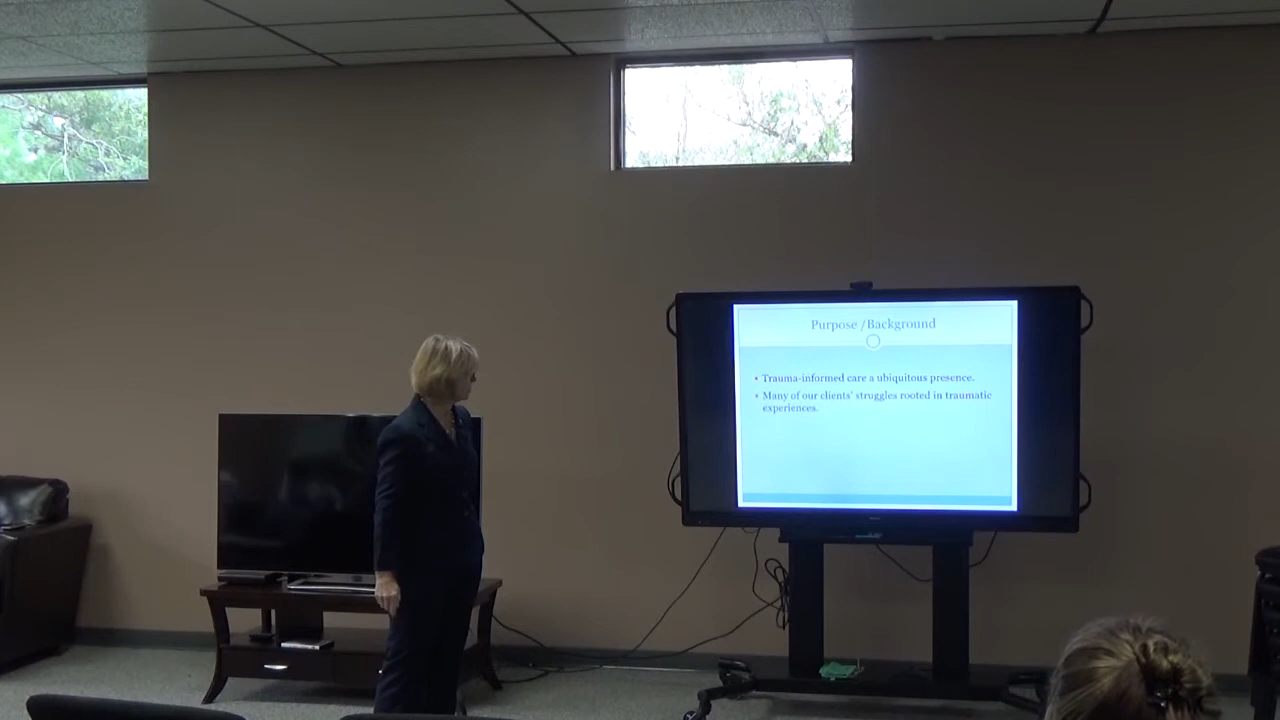 Purpose /Background
• Trauma-informed care a ubiquitous presence.
• Many of our clients' struggles rooted in traumatic
experiences.